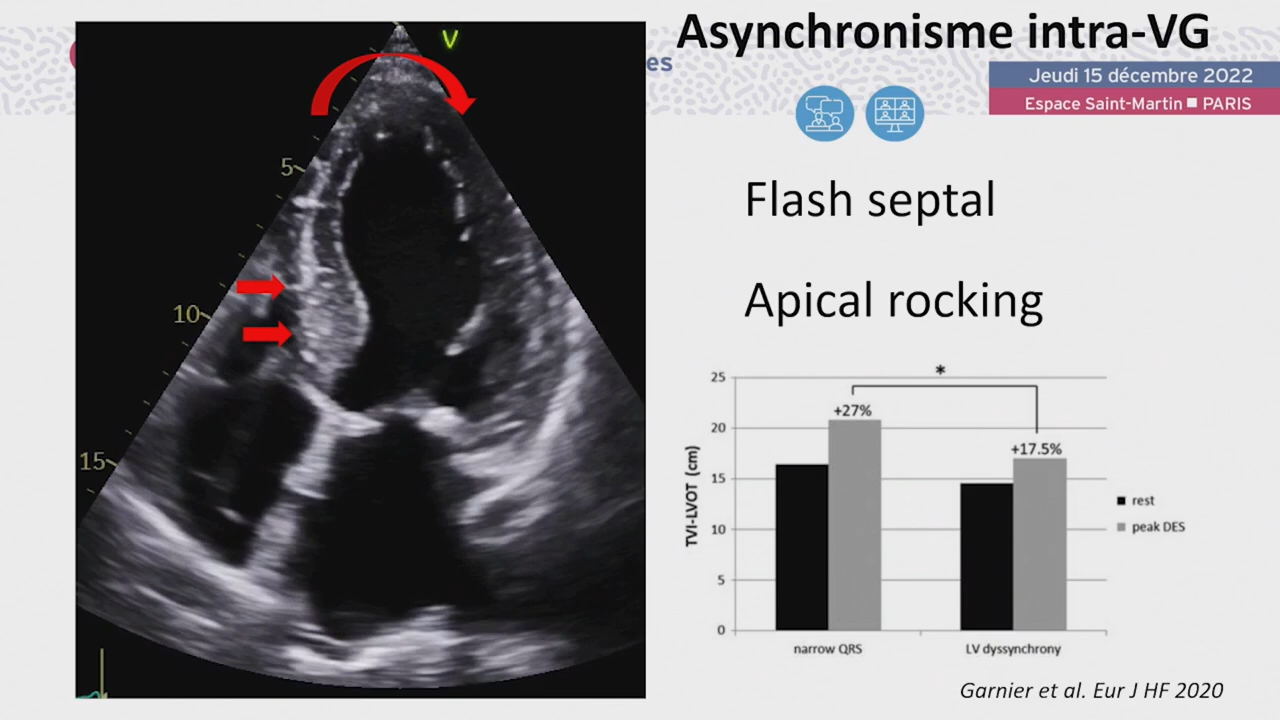 Asynchronisme intra-VG
es
Jeudi 15 décembre 2022
Espace Saint-Martin ■ PARIS
V
5
10
15
Flash septal
Apical rocking
25
20
15
10
5
0
TVI-LVOT (cm)
*
+27%
+17.5%
rest
peak DES
narrow QRS
LV dyssynchrony
Garnier et al. Eur J HF 2020